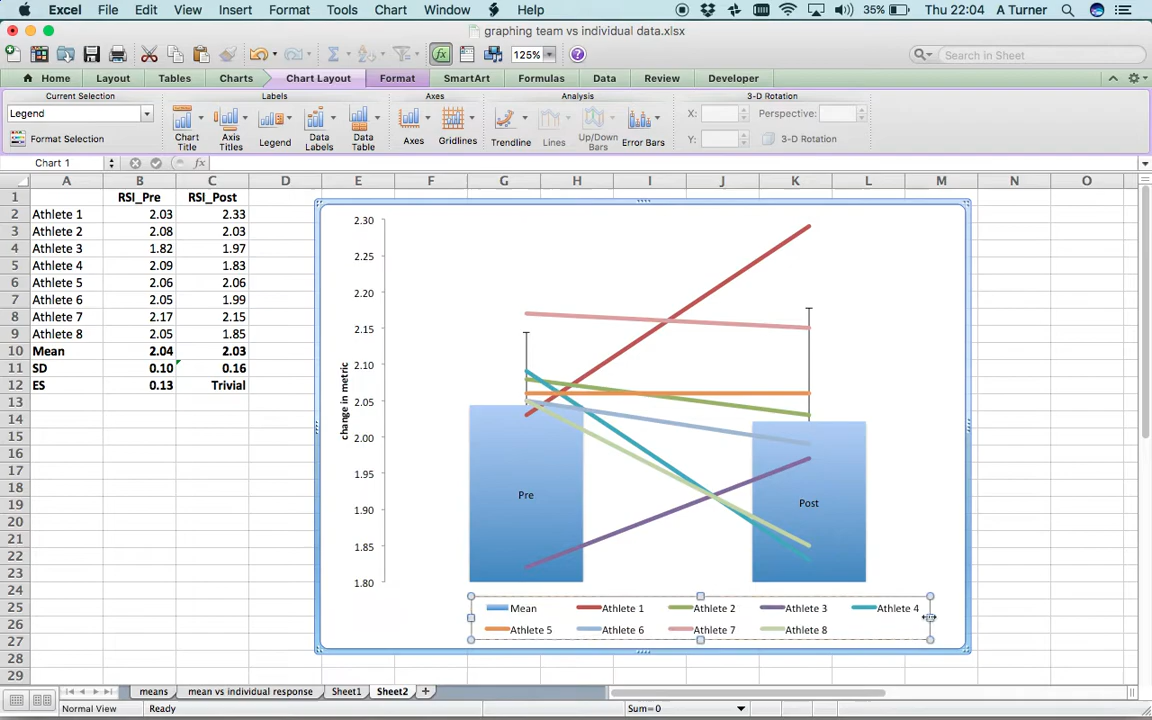 Excel File Edit View Insert Format Tools Chart Window Help 35% Thu 22:04 A Turner
graphing team vs individual data.xlsx
125% Search in Sheet
Home Layout Tables Charts Chart Layout Format SmartArt Formulas Data Review Developer
Current Selection Labels Axes Analysis 3-D Rotation
Legend X: Perspective:
Format Selection Chart Title Axis Titles Legend Data Labels Data Table Axes Gridlines Trendline Lines Up/Down Bars Error Bars Y: 3-D Rotation
Chart 1 fx
A B C D E F G H I J K L M N O
1 RSI_Pre RSI_Post
2 Athlete 1 2.03 2.33
3 Athlete 2 2.08 2.03
4 Athlete 3 1.82 1.97
5 Athlete 4 2.09 1.83
6 Athlete 5 2.06 2.06
7 Athlete 6 2.05 1.99
8 Athlete 7 2.17 2.15
9 Athlete 8 2.05 1.85
10 Mean 2.04 2.03
11 SD 0.10 0.16
12 ES 0.13 Trivial
13
14
15
16
17
18
19
20
21
22
23
24
25
26
27
28
29
2.30
2.25
2.20
2.15
2.10
2.05
2.00
1.95
1.90
1.85
1.80
change in metric
Pre
Post
Mean Athlete 1 Athlete 2 Athlete 3 Athlete 4
Athlete 5 Athlete 6 Athlete 7 Athlete 8
means mean vs individual response Sheet1 Sheet2
Normal View Ready Sum=0